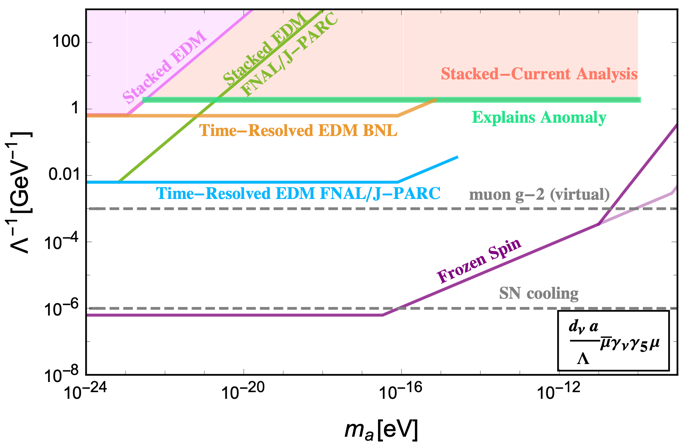 100
1
0.01
10⁻⁴
10⁻⁶
10⁻⁸
Λ⁻¹ [GeV⁻¹]
Stacked EDM
Stacked EDM
FNAL/J-PARC
Stacked-Current Analysis
Explains Anomaly
Time-Resolved EDM BNL
Time-Resolved EDM FNAL/J-PARC
muon g-2 (virtual)
Frozen Spin
SN cooling
d_ν a
Λ
μ̄γ_νγ₅μ
10⁻²⁴
10⁻²⁰
10⁻¹⁶
10⁻¹²
mₐ [eV]